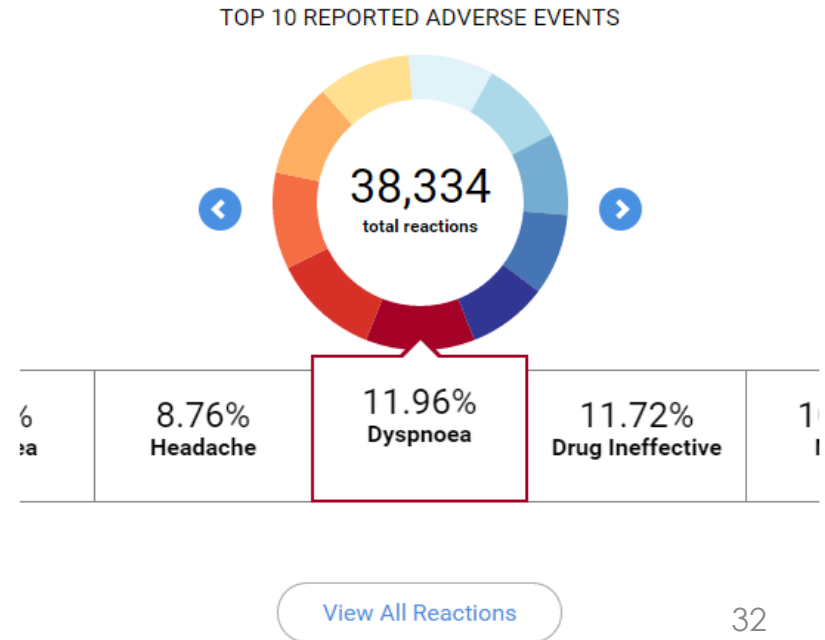 TOP 10 REPORTED ADVERSE EVENTS
38,334
total reactions
8.76%
Headache
11.96%
Dyspnoea
11.72%
Drug Ineffective
View All Reactions
32